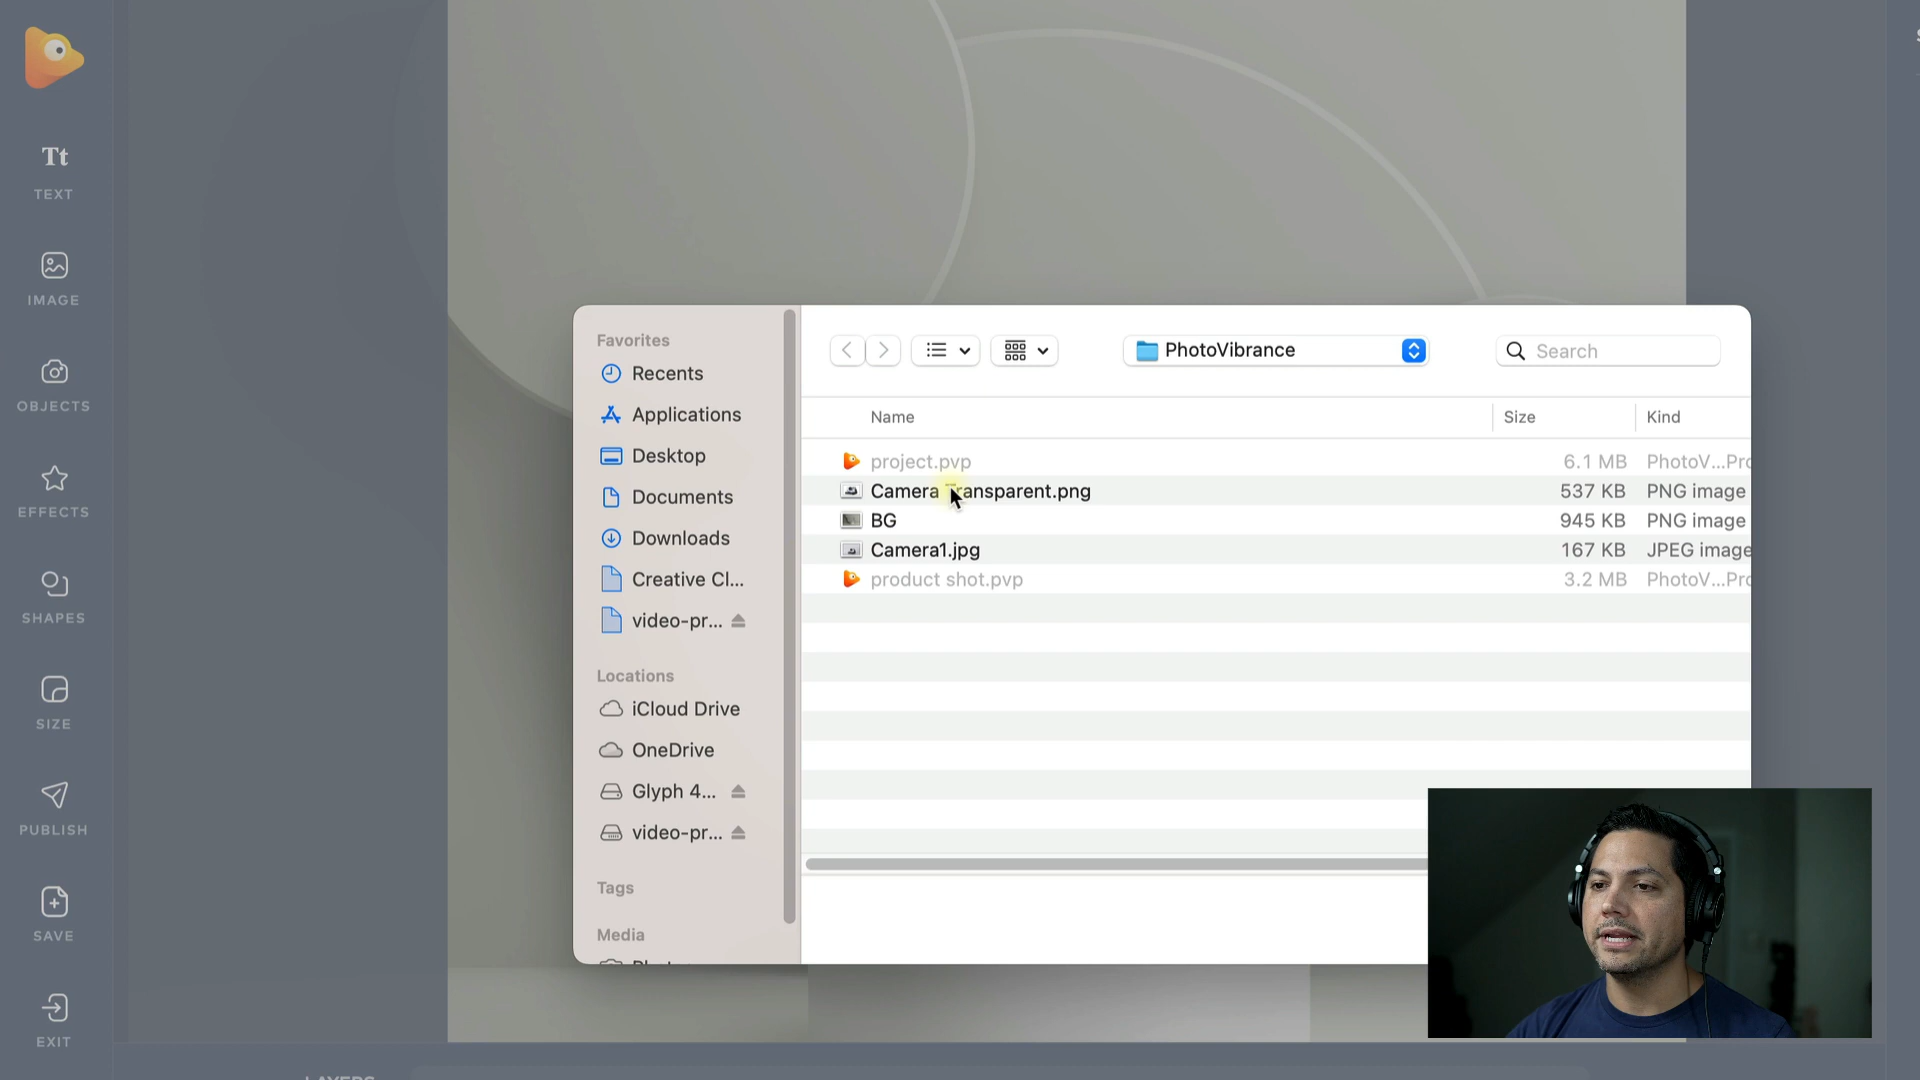 Tt
TEXT
IMAGE
OBJECTS
EFFECTS
SHAPES
SIZE
PUBLISH
SAVE
EXIT
Favorites
Recents
Applications
Desktop
Documents
Downloads
Creative Cl...
video-pr...
Locations
iCloud Drive
OneDrive
Glyph 4...
video-pr...
Tags
Media
PhotoVibrance
Search
Name Size Kind
project.pvp 6.1 MB PhotoV...Pro
Camera Transparent.png 537 KB PNG image
BG 945 KB PNG image
Camera1.jpg 167 KB JPEG image
product shot.pvp 3.2 MB PhotoV...Pro
LAYERS